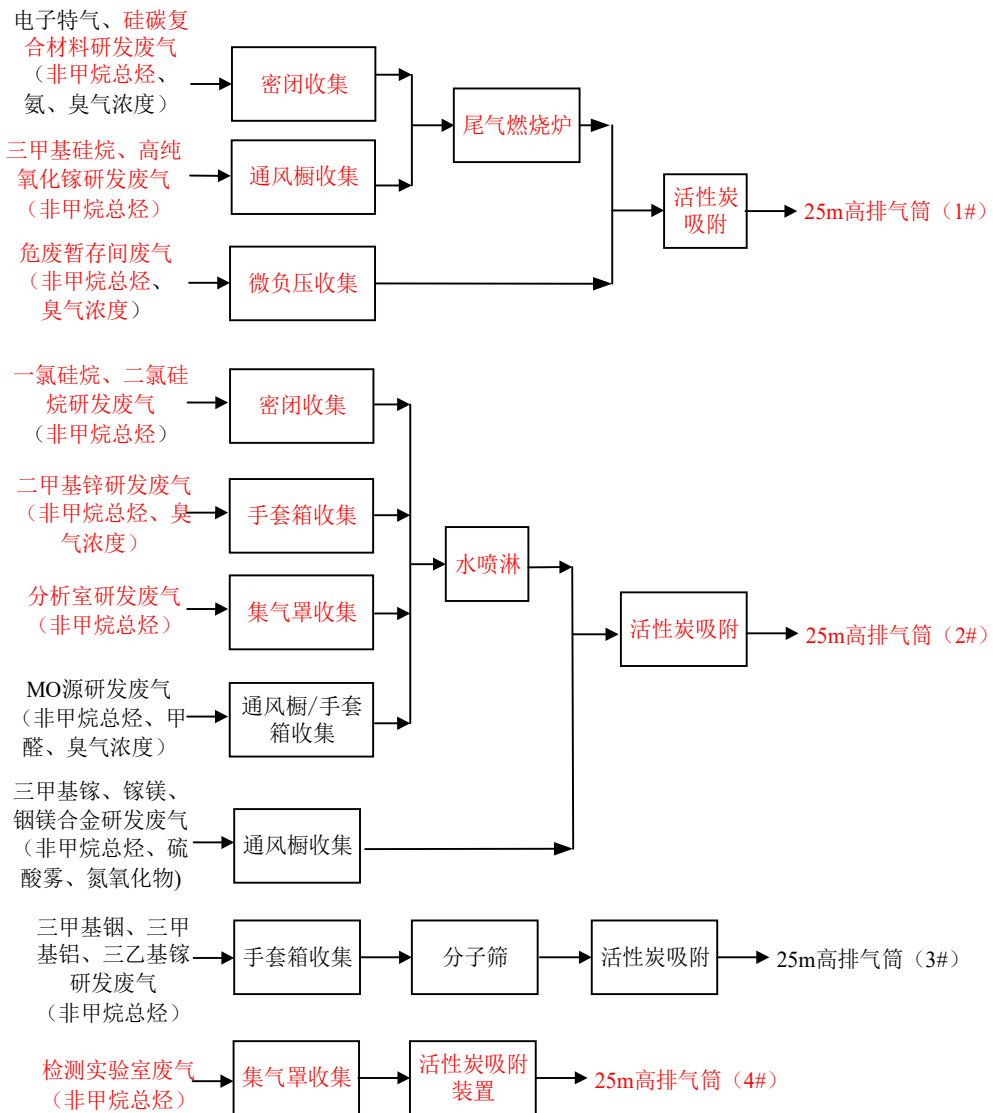 电子特气、硅碳复
合材料研发废气
（非甲烷总烃、
氨、臭气浓度）
密闭收集
尾气燃烧炉
三甲基硅烷、高纯
氧化镓研发废气
（非甲烷总烃）
通风橱收集
活性炭
吸附
25m高排气筒（1#）
危废暂存间废气
（非甲烷总烃、
臭气浓度）
微负压收集
一氯硅烷、二氯硅
烷研发废气
（非甲烷总烃）
密闭收集
二甲基锌研发废气
（非甲烷总烃、臭
气浓度）
手套箱收集
水喷淋
分析室研发废气
（非甲烷总烃）
集气罩收集
活性炭吸附
25m高排气筒（2#）
MO源研发废气
（非甲烷总烃、甲
醛、臭气浓度）
通风橱/手套
箱收集
三甲基镓、镓镁、
铟镁合金研发废气
（非甲烷总烃、硫
酸雾、氮氧化物)
通风橱收集
三甲基铟、三甲
基铝、三乙基镓
研发废气
（非甲烷总烃）
手套箱收集
分子筛
活性炭吸附
25m高排气筒（3#）
检测实验室废气
（非甲烷总烃）
集气罩收集
活性炭吸附
装置
25m高排气筒（4#）